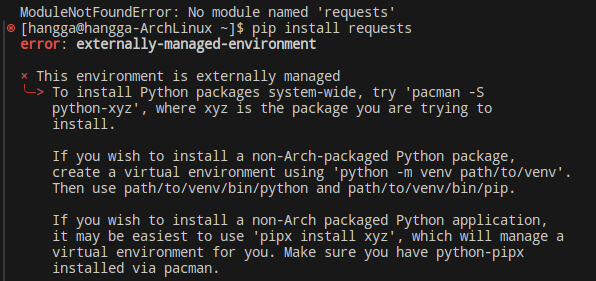 ModuleNotFoundError: No module named 'requests'
[hangga@hangga-ArchLinux ~]$ pip install requests
error: externally-managed-environment
× This environment is externally managed
╰─> To install Python packages system-wide, try 'pacman -S
python-xyz', where xyz is the package you are trying to
install.
If you wish to install a non-Arch-packaged Python package,
create a virtual environment using 'python -m venv path/to/venv'.
Then use path/to/venv/bin/python and path/to/venv/bin/pip.
If you wish to install a non-Arch packaged Python application,
it may be easiest to use 'pipx install xyz', which will manage a
virtual environment for you. Make sure you have python-pipx
installed via pacman.